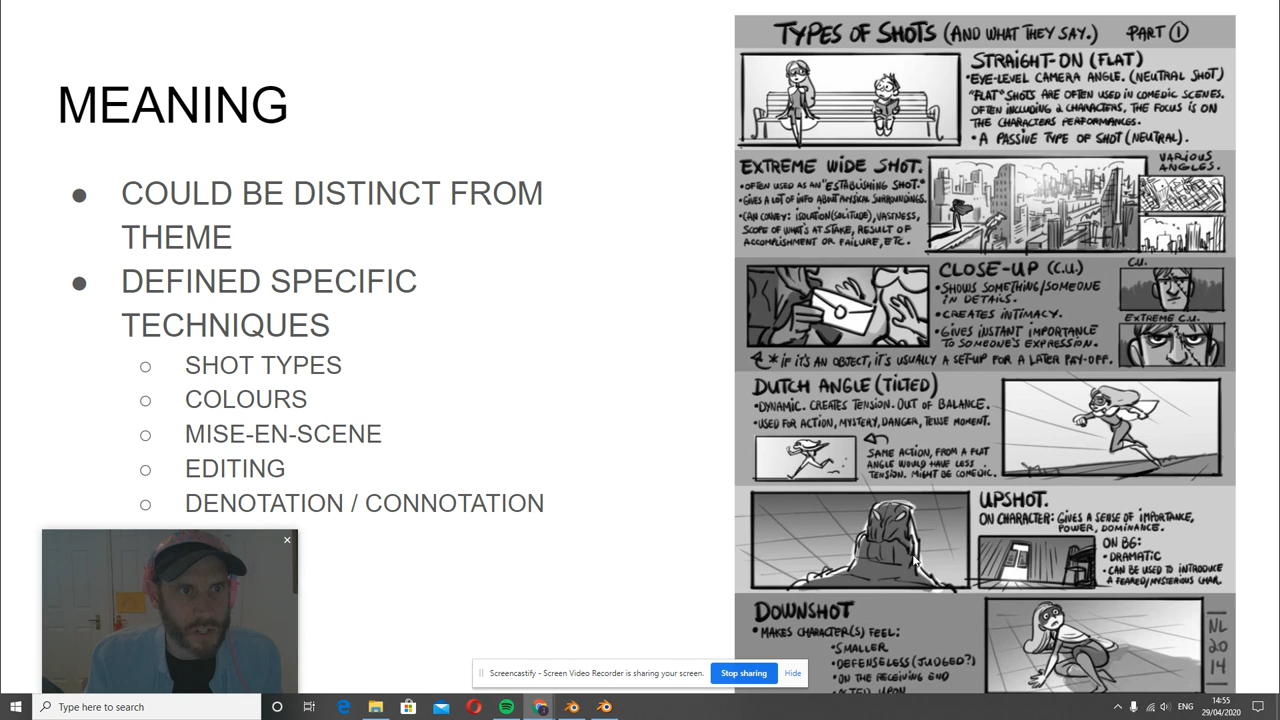 MEANING
● COULD BE DISTINCT FROM
THEME
● DEFINED SPECIFIC
TECHNIQUES
○ SHOT TYPES
○ COLOURS
○ MISE-EN-SCENE
○ EDITING
○ DENOTATION / CONNOTATION
TYPES OF SHOTS (AND WHAT THEY SAY.) PART 1
STRAIGHT-ON (FLAT)
•EYE-LEVEL CAMERA ANGLE. (NEUTRAL SHOT)
"FLAT" SHOTS ARE OFTEN USED IN COMEDIC SCENES.
OFTEN INCLUDING 2 CHARACTERS, THE FOCUS IS ON
THE CHARACTERS PERFORMANCES.
• A PASSIVE TYPE OF SHOT (NEUTRAL).
EXTREME WIDE SHOT.
•OFTEN USED AS AN "ESTABLISHING SHOT."
•GIVES A LOT OF INFO ABOUT PHYSICAL SURROUNDINGS.
•CAN CONVEY: ISOLATION (SOLITUDE), VASTNESS,
SCOPE OF WHAT'S AT STAKE, RESULT OF
ACCOMPLISHMENT OR FAILURE, ETC.
VARIOUS
ANGLES.
CLOSE-UP (C.U.)
•SHOWS SOMETHING/SOMEONE
IN DETAILS.
•CREATES INTIMACY.
•GIVES INSTANT IMPORTANCE
TO SOMEONE'S EXPRESSION.
* IF IT'S AN OBJECT, IT'S USUALLY A SET-UP FOR A LATER PAY-OFF.
C.U.
EXTREME C.U.
DUTCH ANGLE (TILTED)
•DYNAMIC. CREATES TENSION. OUT OF BALANCE.
•USED FOR ACTION, MYSTERY, DANGER, TENSE MOMENT.
SAME ACTION, FROM A FLAT
ANGLE WOULD HAVE LESS
TENSION. MIGHT BE COMEDIC.
UPSHOT.
ON CHARACTER: GIVES A SENSE OF IMPORTANCE,
POWER, DOMINANCE.
ON BG:
•DRAMATIC
•CAN BE USED TO INTRODUCE
A FEARED/MYSTERIOUS CHAR.
DOWNSHOT
•MAKES CHARACTER(S) FEEL:
•SMALLER
•DEFENSELESS (JUDGED?)
•ON THE RECEIVING END
NL
20
14
Screencastify - Screen Video Recorder is sharing your screen. Stop sharing Hide
Type here to search
ENG
14:55
29/04/2020